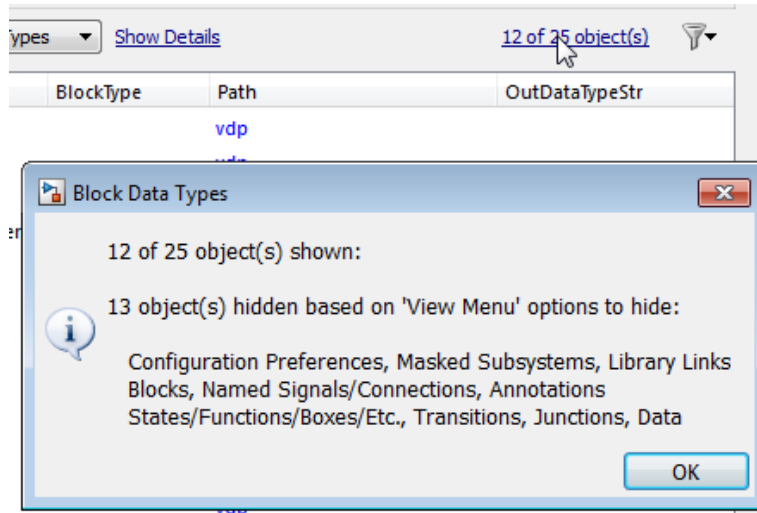 Types Show Details 12 of 25 object(s)
BlockType Path OutDataTypeStr
vdp
vdp
Block Data Types
12 of 25 object(s) shown:
13 object(s) hidden based on 'View Menu' options to hide:
Configuration Preferences, Masked Subsystems, Library Links
Blocks, Named Signals/Connections, Annotations
States/Functions/Boxes/Etc., Transitions, Junctions, Data
OK